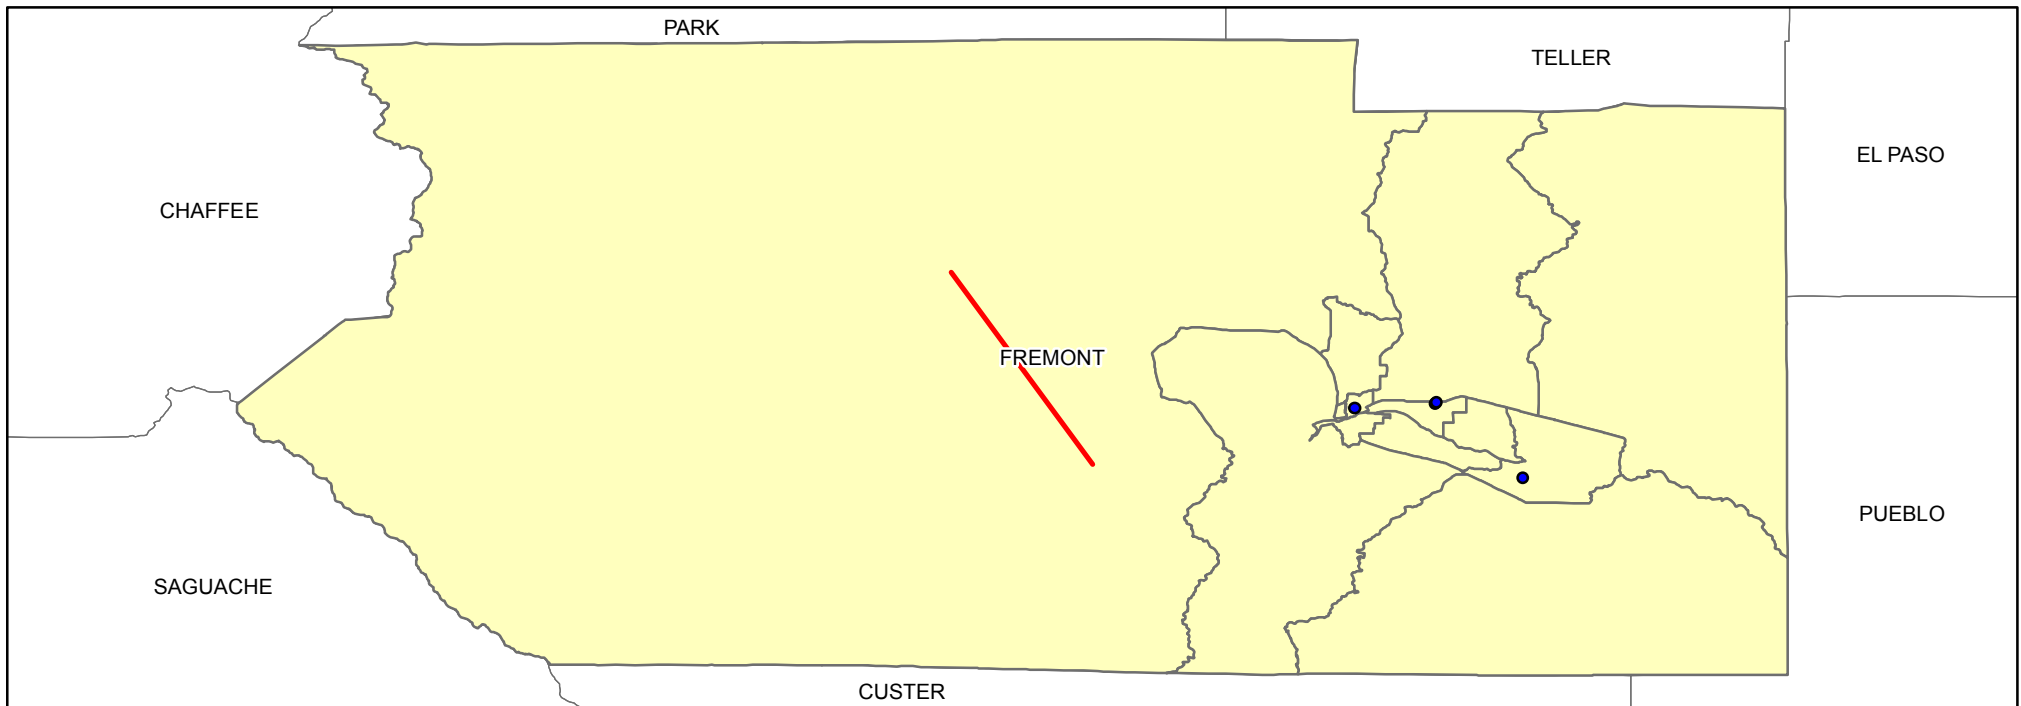 PARK
TELLER
EL PASO
CHAFFEE
FREMONT
PUEBLO
SAGUACHE
CUSTER